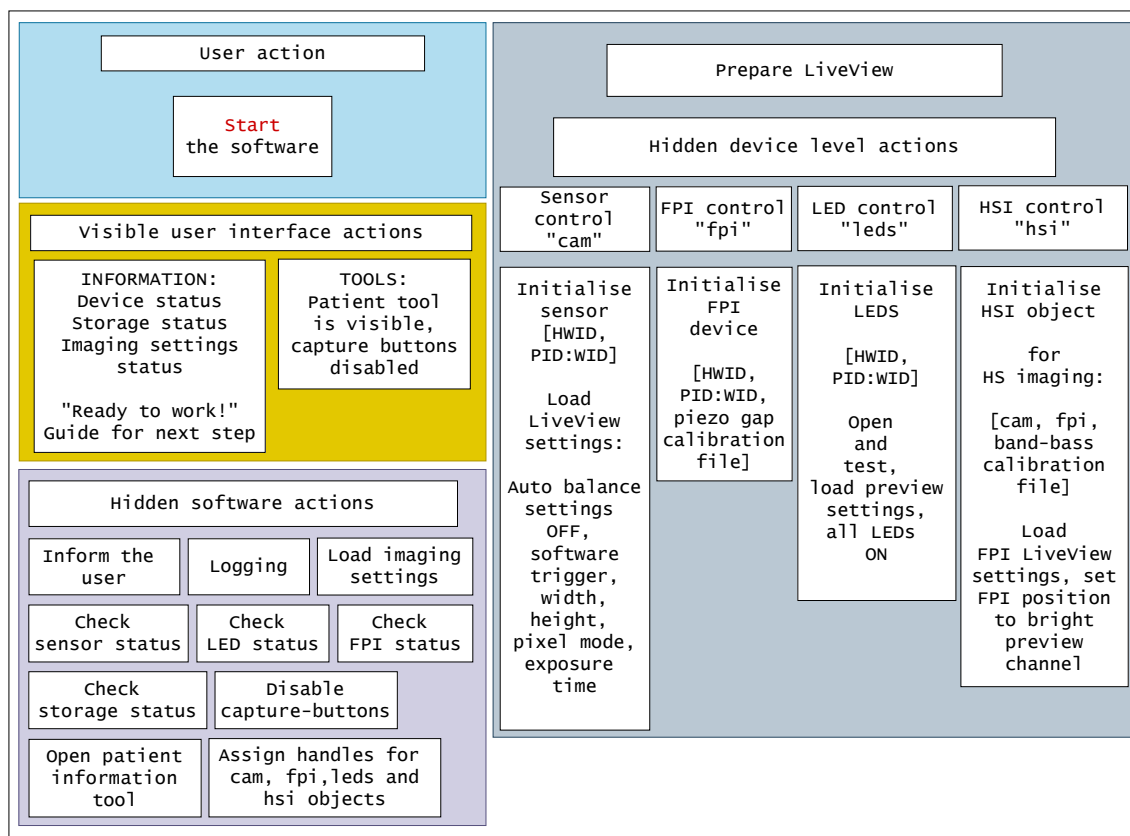 User action
Start
the software
Visible user interface actions
INFORMATION:
Device status
Storage status
Imaging settings
status
"Ready to work!"
Guide for next step
TOOLS:
Patient tool
is visible,
capture buttons
disabled
Hidden software actions
Inform the
user
Logging
Load imaging
settings
Check
sensor status
Check
LED status
Check
FPI status
Check
storage status
Disable
capture-buttons
Open patient
information
tool
Assign handles for
cam, fpi,leds and
hsi objects
Prepare LiveView
Hidden device level actions
Sensor
control
"cam"
FPI control
"fpi"
LED control
"leds"
HSI control
"hsi"
Initialise
sensor
[HWID,
PID:WID]
Load
LiveView
settings:
Auto balance
settings
OFF,
software
trigger,
width,
height,
pixel mode,
exposure
time
Initialise
FPI
device
[HWID,
PID:WID,
piezo gap
calibration
file]
Initialise
LEDS
[HWID,
PID:WID]
Open
and
test,
load preview
settings,
all LEDs
ON
Initialise
HSI object
for
HS imaging:
[cam, fpi,
band-bass
calibration
file]
Load
FPI LiveView
settings, set
FPI position
to bright
preview
channel